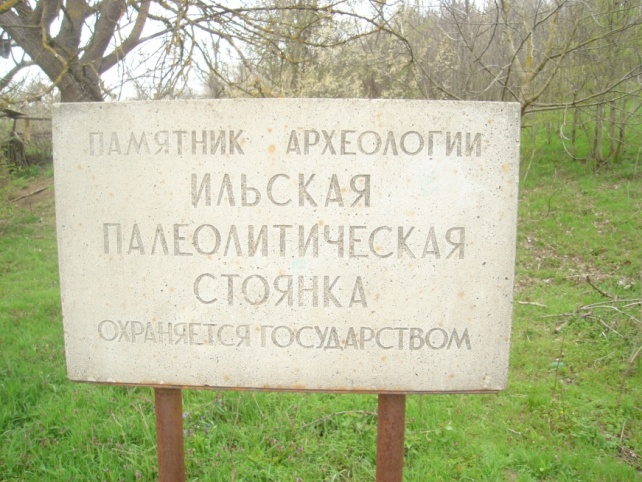 ПАМЯТНИК АРХЕОЛОГИИ
ИЛЬСКАЯ
ПАЛЕОЛИТИЧЕСКАЯ
СТОЯНКА
ОХРАНЯЕТСЯ ГОСУДАРСТВОМ